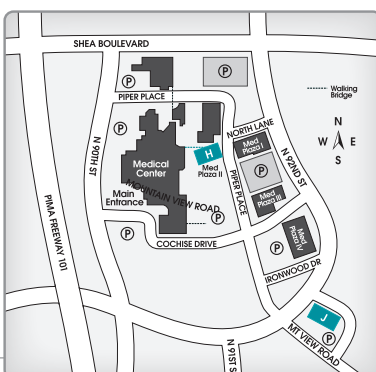 SHEA BOULEVARD
P
P
PIPER PLACE
Walking
Bridge
N
W E
S
P
NORTH LANE
N 90TH ST
Medical
Center
H
Med
Plaza II
Med
Plaza I
P
N 92ND ST
PIPER PLACE
Main
Entrance
MOUNTAIN VIEW ROAD
Med
Plaza III
P
P
COCHISE DRIVE
PIMA FREEWAY 101
P
Med
Plaza IV
IRONWOOD DR
J
P
MT VIEW ROAD
N 91ST S